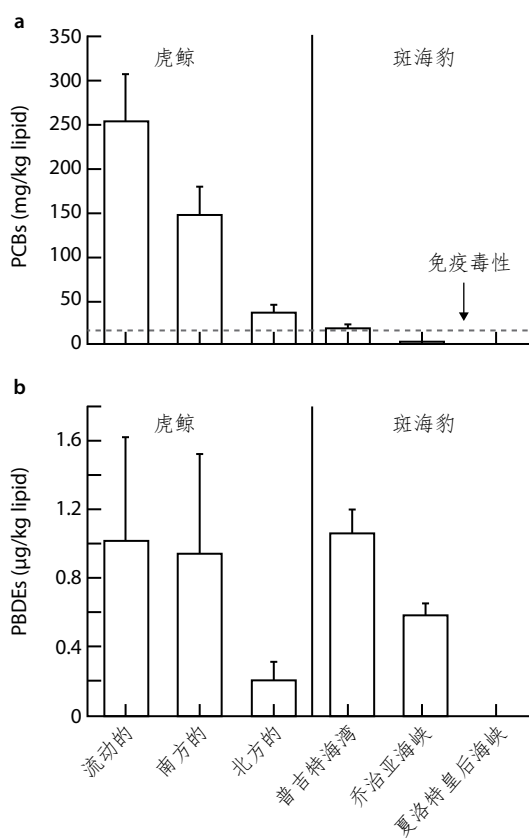 a
虎鲸 斑海豹
350
300
250
200
150
100
50
0
PCBs (mg/kg lipid)
免疫毒性
b
虎鲸 斑海豹
1.6
1.2
0.8
0.4
0
PBDEs (µg/kg lipid)
流动的
南方的
北方的
普吉特海湾
乔治亚海峡
夏洛特皇后海峡